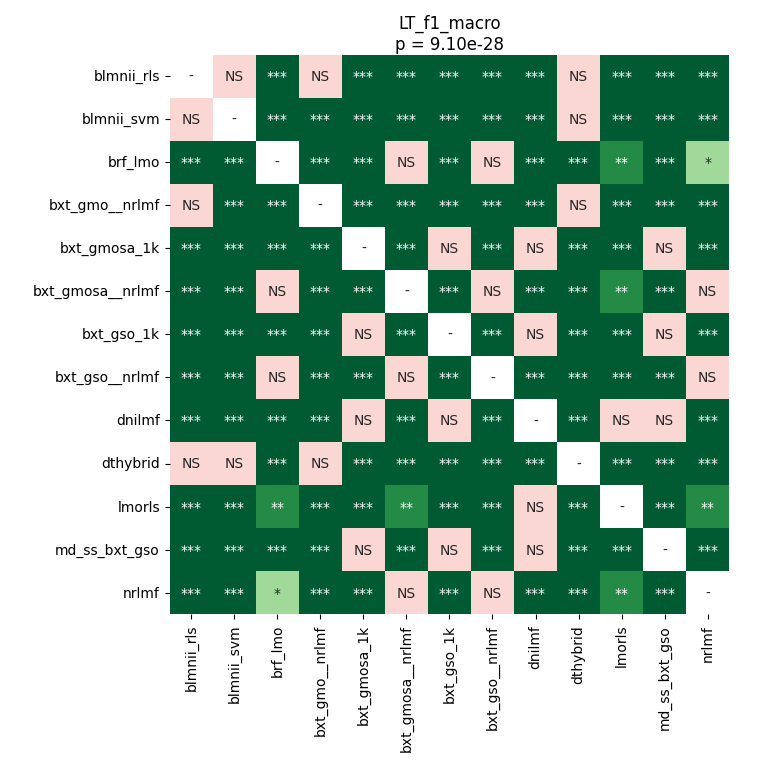 LT_f1_macro
p = 9.10e-28
blmnii_rls - NS *** NS *** *** *** *** *** NS *** *** ***
blmnii_svm NS - *** *** *** *** *** *** *** NS *** *** ***
brf_lmo *** *** - *** *** NS *** NS *** *** ** *** *
bxt_gmo__nrlmf NS *** *** - *** *** *** *** *** NS *** *** ***
bxt_gmosa_1k *** *** *** *** - *** NS *** NS *** *** NS ***
bxt_gmosa__nrlmf *** *** NS *** *** - *** NS *** *** ** *** NS
bxt_gso_1k *** *** *** *** NS *** - *** NS *** *** NS ***
bxt_gso__nrlmf *** *** NS *** *** NS *** - *** *** *** *** NS
dnilmf *** *** *** *** NS *** NS *** - *** NS NS ***
dthybrid NS NS *** NS *** *** *** *** *** - *** *** ***
lmorls *** *** ** *** *** ** *** *** NS *** - *** **
md_ss_bxt_gso *** *** *** *** NS *** NS *** NS *** *** - ***
nrlmf *** *** * *** *** NS *** NS *** *** ** *** -
blmnii_rls
blmnii_svm
brf_lmo
bxt_gmo__nrlmf
bxt_gmosa_1k
bxt_gmosa__nrlmf
bxt_gso_1k
bxt_gso__nrlmf
dnilmf
dthybrid
lmorls
md_ss_bxt_gso
nrlmf